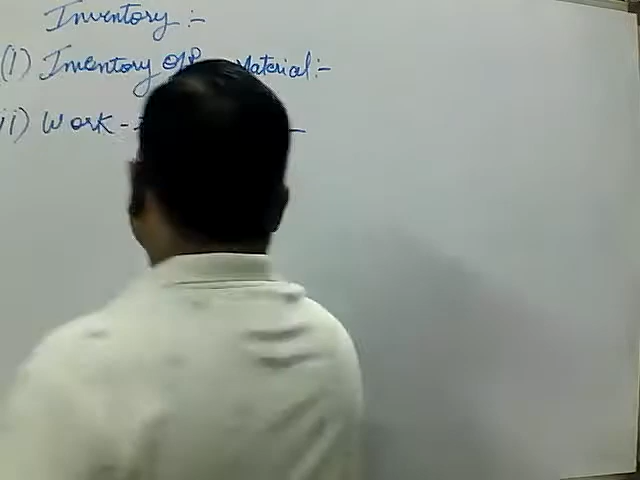 Inventory :-
(i) Inventory of Material :-
ii) Work -